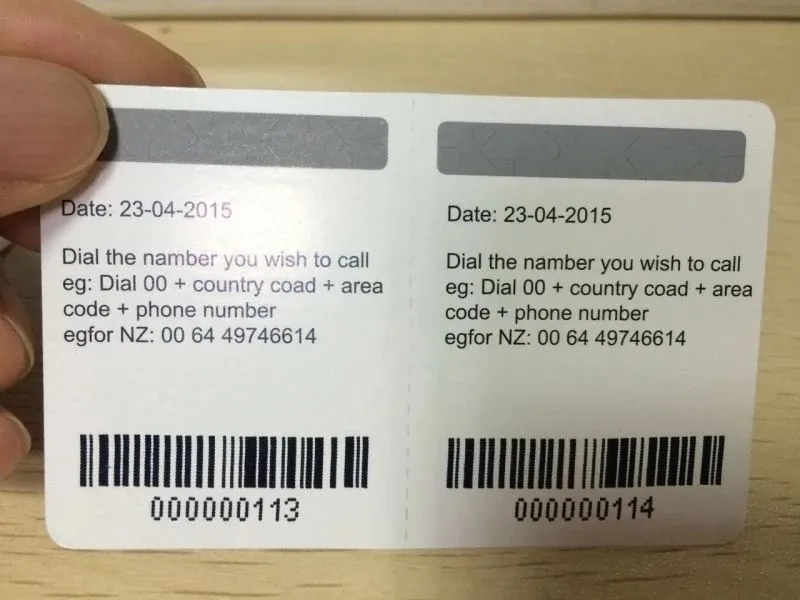 Date: 23-04-2015
Dial the namber you wish to call
eg: Dial 00 + country coad + area
code + phone number
egfor NZ: 00 64 49746614
000000113
Date: 23-04-2015
Dial the namber you wish to call
eg: Dial 00 + country coad + area
code + phone number
egfor NZ: 00 64 49746614
000000114